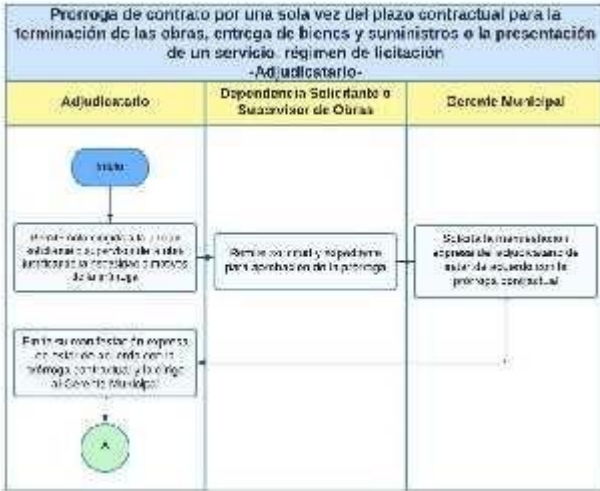 Prórroga de contrato por una sola vez del plazo contractual para la
terminación de las obras, entrega de bienes y suministros o la presentación
de un servicio, régimen de licitación
-Adjudicatario-
Adjudicatario
Dependencia Solicitante o
Supervisor de Obras
Gerente Municipal
Inicio
Remite solicitud y expediente
para aprobación de la prórroga
Solicita la manifestación
expresa del adjudicatario de
estar de acuerdo con la
prórroga contractual
Emite su manifestación expresa
de estar de acuerdo con la
prórroga contractual y la dirige
al Gerente Municipal
A